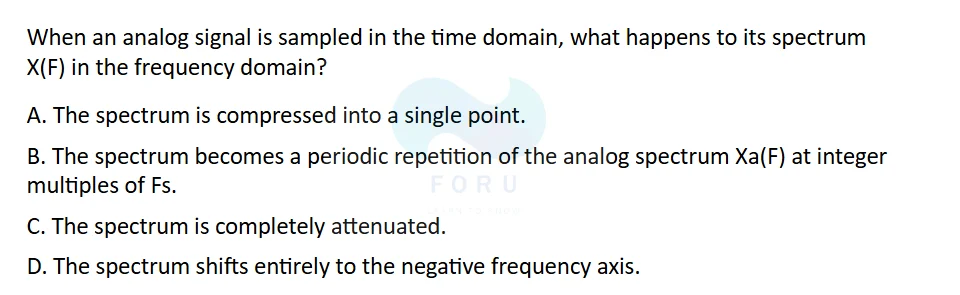 When an analog signal is sampled in the time domain, what happens to its spectrum
X(F) in the frequency domain?
A. The spectrum is compressed into a single point.
B. The spectrum becomes a periodic repetition of the analog spectrum Xa(F) at integer
multiples of Fs.
FORU
C. The spectrum is completely attenuated.
D. The spectrum shifts entirely to the negative frequency axis.